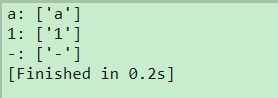 a: ['a']
1: ['1']
-: ['-']
[Finished in 0.2s]